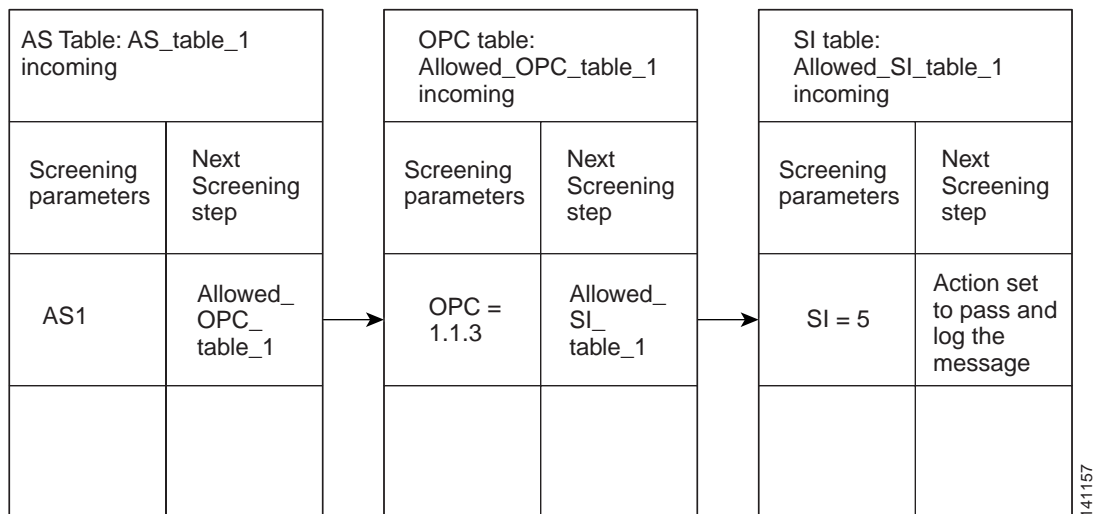 AS Table: AS_table_1
incoming
Screening
parameters
Next
Screening
step
AS1
Allowed_
OPC_
table_1
OPC table:
Allowed_OPC_table_1
incoming
Screening
parameters
Next
Screening
step
OPC =
1.1.3
Allowed_
SI_
table_1
SI table:
Allowed_SI_table_1
incoming
Screening
parameters
Next
Screening
step
SI = 5
Action set
to pass and
log the
message
141157